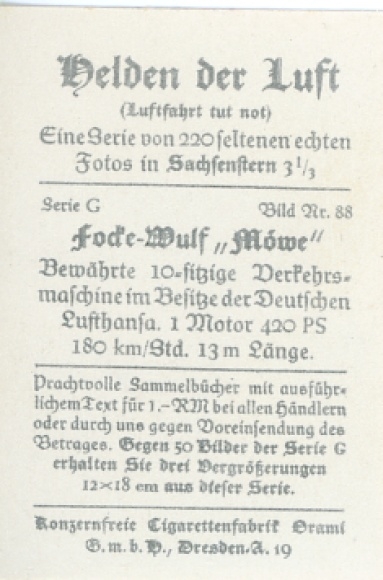 Helden der Luft
(Luftfahrt tut not)
Eine Serie von 220 seltenen echten
Fotos in Sachsenstern 3 1/3
Serie G Bild Nr. 88
Focke-Wulf „Möwe"
Bewährte 10-sitzige Verkehrs-
maschine im Besitze der Deutschen
Lufthansa. 1 Motor 420 PS
180 km/Std. 13 m Länge.
Prachtvolle Sammelbücher mit ausführ-
lichem Text für 1.-RM bei allen Händlern
oder durch uns gegen Voreinsendung des
Betrages. Gegen 50 Bilder der Serie G
erhalten Sie drei Vergrößerungen
12×18 cm aus dieser Serie.
Konzernfreie Cigarettenfabrik Orami
G.m.b.H., Dresden-A. 19